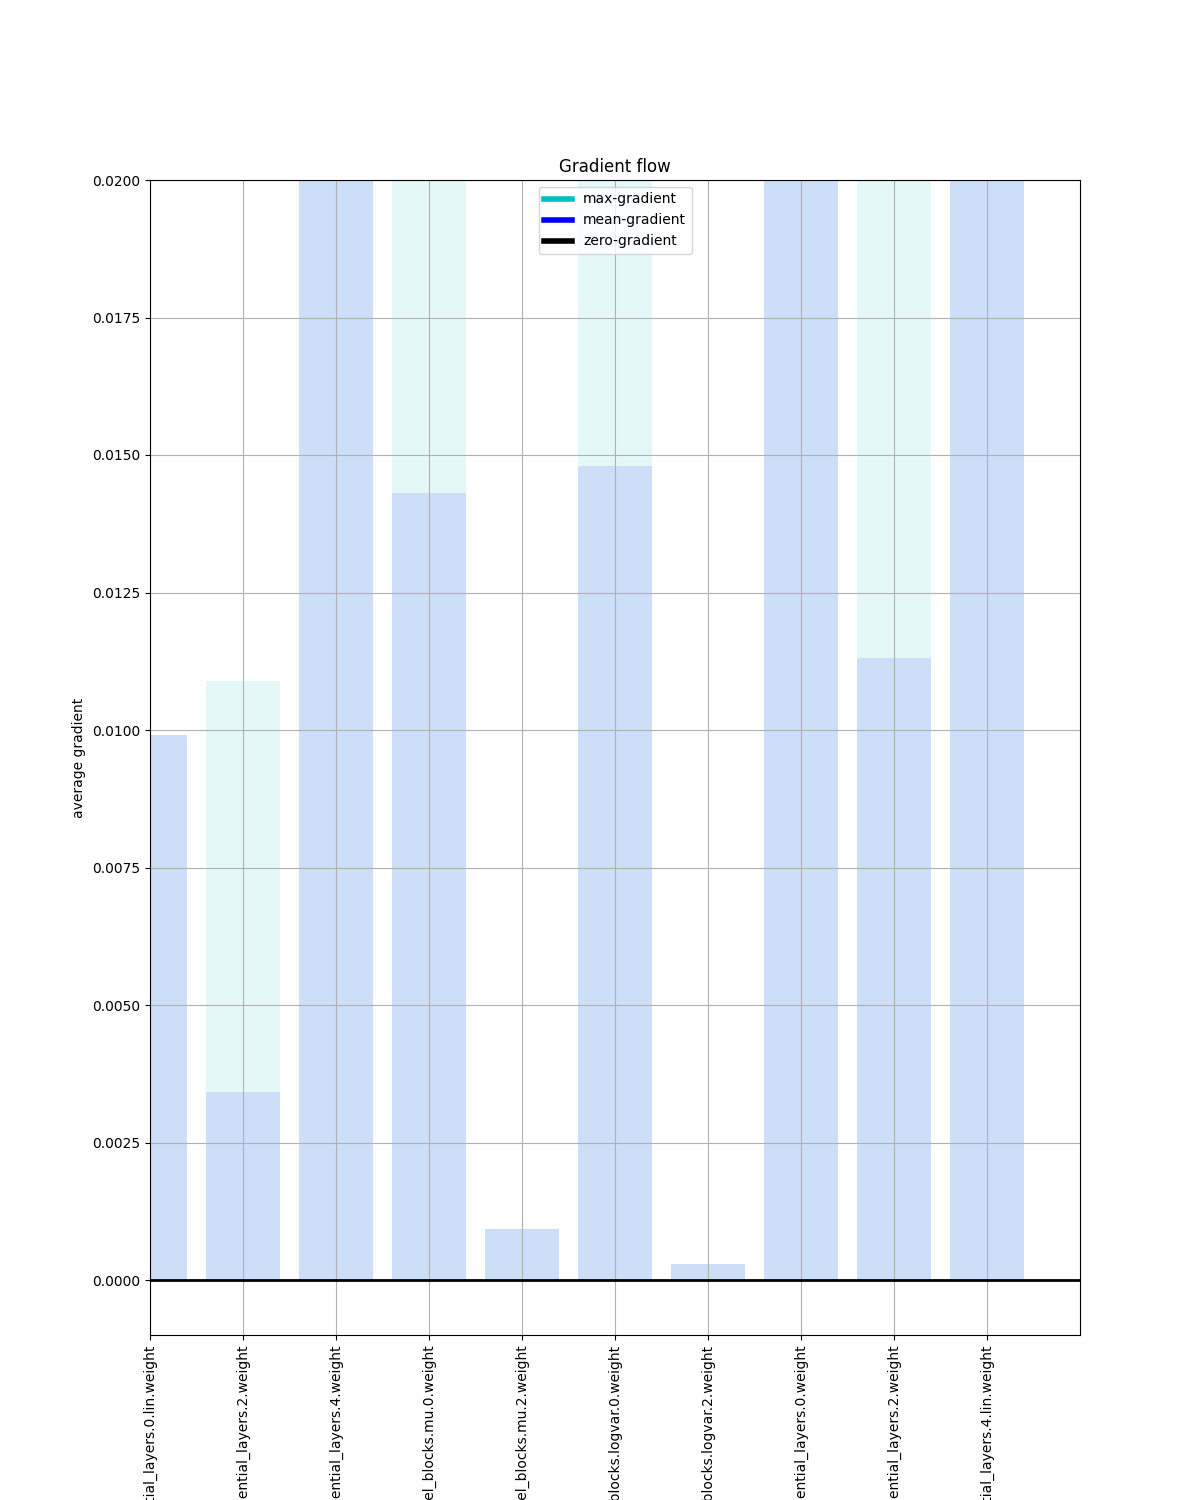 Gradient flow
max-gradient
mean-gradient
zero-gradient
0.0200
0.0175
0.0150
0.0125
0.0100
0.0075
0.0050
0.0025
0.0000
average gradient
tial_layers.0.lin.weight
ential_layers.2.weight
ential_layers.4.weight
el_blocks.mu.0.weight
el_blocks.mu.2.weight
blocks.logvar.0.weight
blocks.logvar.2.weight
ential_layers.0.weight
ential_layers.2.weight
tial_layers.4.lin.weight